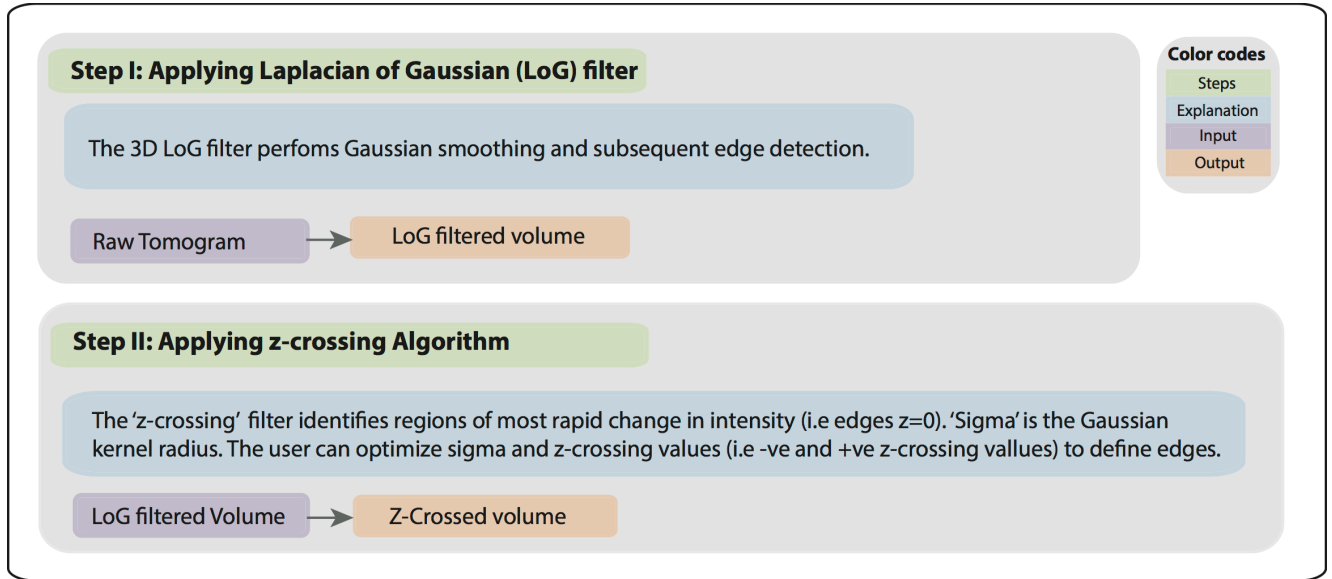 Step I: Applying Laplacian of Gaussian (LoG) filter
The 3D LoG filter perfoms Gaussian smoothing and subsequent edge detection.
Raw Tomogram
LoG filtered volume
Color codes
Steps
Explanation
Input
Output
Step II: Applying z-crossing Algorithm
The ‘z-crossing’ filter identifies regions of most rapid change in intensity (i.e edges z=0). ‘Sigma’ is the Gaussian
kernel radius. The user can optimize sigma and z-crossing values (i.e -ve and +ve z-crossing vallues) to define edges.
LoG filtered Volume
Z-Crossed volume